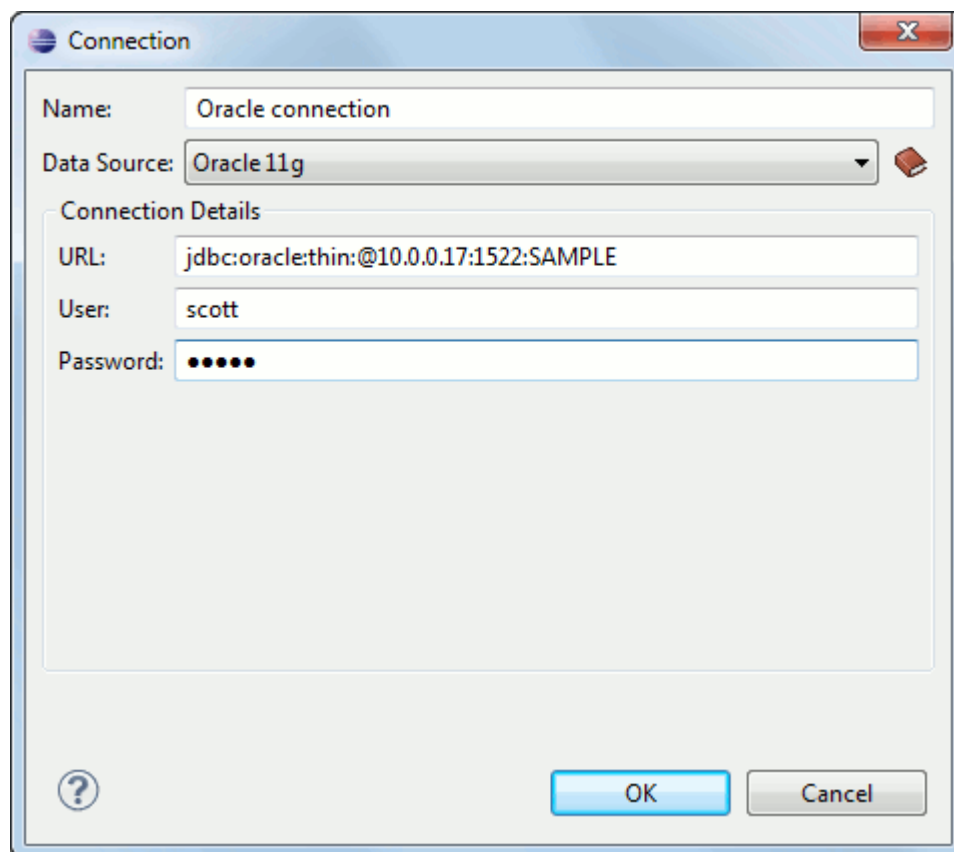 Connection
Name: Oracle connection
Data Source: Oracle 11g
Connection Details
URL: jdbc:oracle:thin:@10.0.0.17:1522:SAMPLE
User: scott
Password: •••••
? OK Cancel